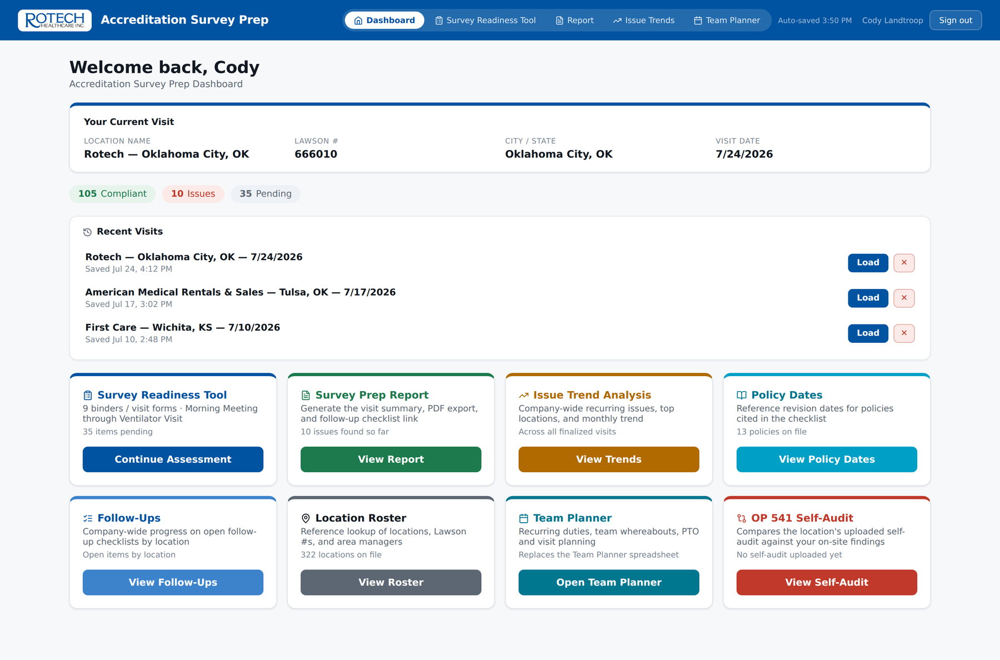 ROTECH
HEALTHCARE INC.
Accreditation Survey Prep
Dashboard
Survey Readiness Tool
Report
Issue Trends
Team Planner
Auto-saved 3:50 PM
Cody Landtroop
Sign out
Welcome back, Cody
Accreditation Survey Prep Dashboard
Your Current Visit
LOCATION NAME
Rotech — Oklahoma City, OK
LAWSON #
666010
CITY / STATE
Oklahoma City, OK
VISIT DATE
7/24/2026
105 Compliant
10 Issues
35 Pending
Recent Visits
Rotech — Oklahoma City, OK — 7/24/2026
Saved Jul 24, 4:12 PM
Load
×
American Medical Rentals & Sales — Tulsa, OK — 7/17/2026
Saved Jul 17, 3:02 PM
Load
×
First Care — Wichita, KS — 7/10/2026
Saved Jul 10, 2:48 PM
Load
×
Survey Readiness Tool
9 binders / visit forms · Morning Meeting
through Ventilator Visit
35 items pending
Continue Assessment
Survey Prep Report
Generate the visit summary, PDF export,
and follow-up checklist link
10 issues found so far
View Report
Issue Trend Analysis
Company-wide recurring issues, top
locations, and monthly trend
Across all finalized visits
View Trends
Policy Dates
Reference revision dates for policies
cited in the checklist
13 policies on file
View Policy Dates
Follow-Ups
Company-wide progress on open follow-
up checklists by location
Open items by location
View Follow-Ups
Location Roster
Reference lookup of locations, Lawson
#s, and area managers
322 locations on file
View Roster
Team Planner
Recurring duties, team whereabouts, PTO
and visit planning
Replaces the Team Planner spreadsheet
Open Team Planner
OP 541 Self-Audit
Compares the location's uploaded self-
audit against your on-site findings
No self-audit uploaded yet
View Self-Audit